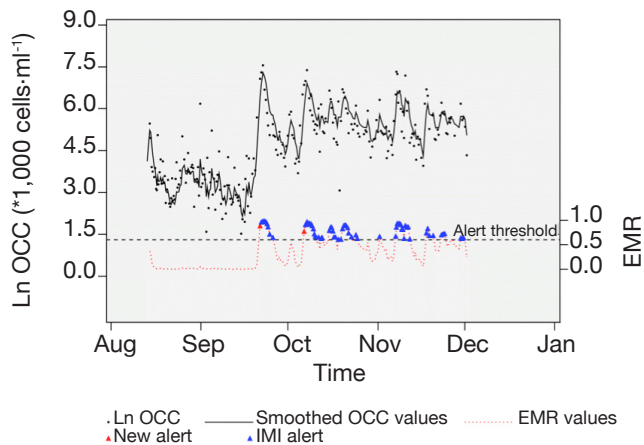 9.0
7.5
6.0
4.5
3.0
1.5
0.0
Ln OCC (*1,000 cells·ml⁻¹)
Alert threshold
1.0
0.5
0.0
EMR
Aug Sep Oct Nov Dec Jan
Time
Ln OCC Smoothed OCC values EMR values
New alert IMI alert